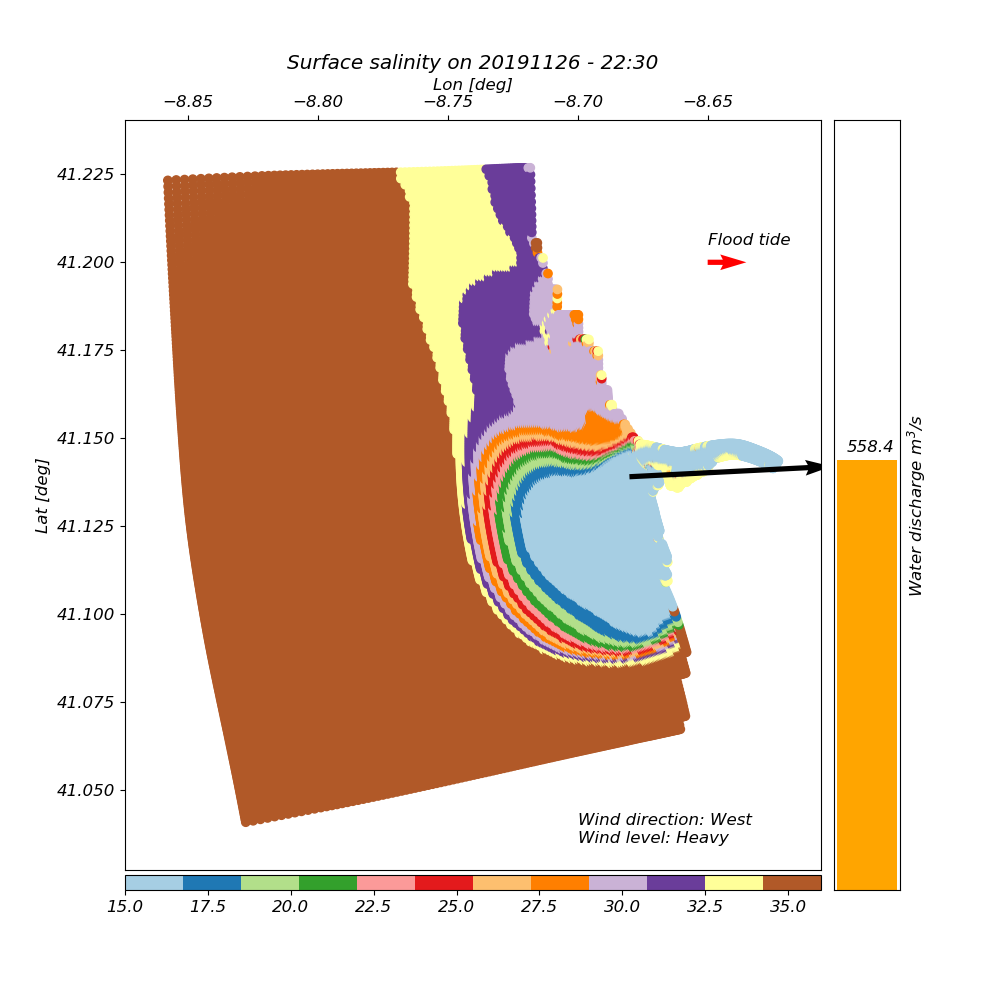 Surface salinity on 20191126 - 22:30
Lon [deg]
−8.85 −8.80 −8.75 −8.70 −8.65
41.225
41.200
41.175
41.150
41.125
41.100
41.075
41.050
Lat [deg]
Flood tide
558.4
Water discharge m³/s
Wind direction: West
Wind level: Heavy
15.0 17.5 20.0 22.5 25.0 27.5 30.0 32.5 35.0